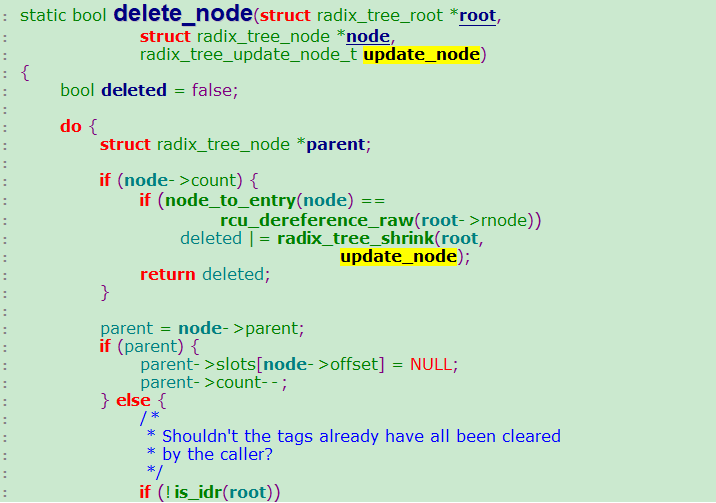 : static bool delete_node(struct radix_tree_root *root,
: struct radix_tree_node *node,
: radix_tree_update_node_t update_node)
: {
: bool deleted = false;
:
: do {
: struct radix_tree_node *parent;
:
: if (node->count) {
: if (node_to_entry(node) ==
: rcu_dereference_raw(root->rnode))
: deleted |= radix_tree_shrink(root,
: update_node);
: return deleted;
: }
:
: parent = node->parent;
: if (parent) {
: parent->slots[node->offset] = NULL;
: parent->count--;
: } else {
: /*
: * Shouldn't the tags already have all been cleared
: * by the caller?
: */
: if (!is_idr(root))